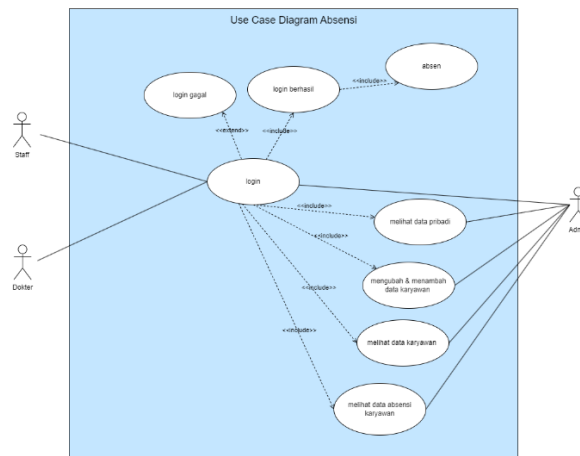 Use Case Diagram Absensi
absen
login gagal
login berhasil
<<include>>
<<extend>>
<<include>>
Staff
login
melihat data pribadi
<<include>>
Adm
<<include>>
Dokter
mengubah & menambah
data karyawan
<<include>>
<<include>>
melihat data karyawan
melihat data absensi
karyawan